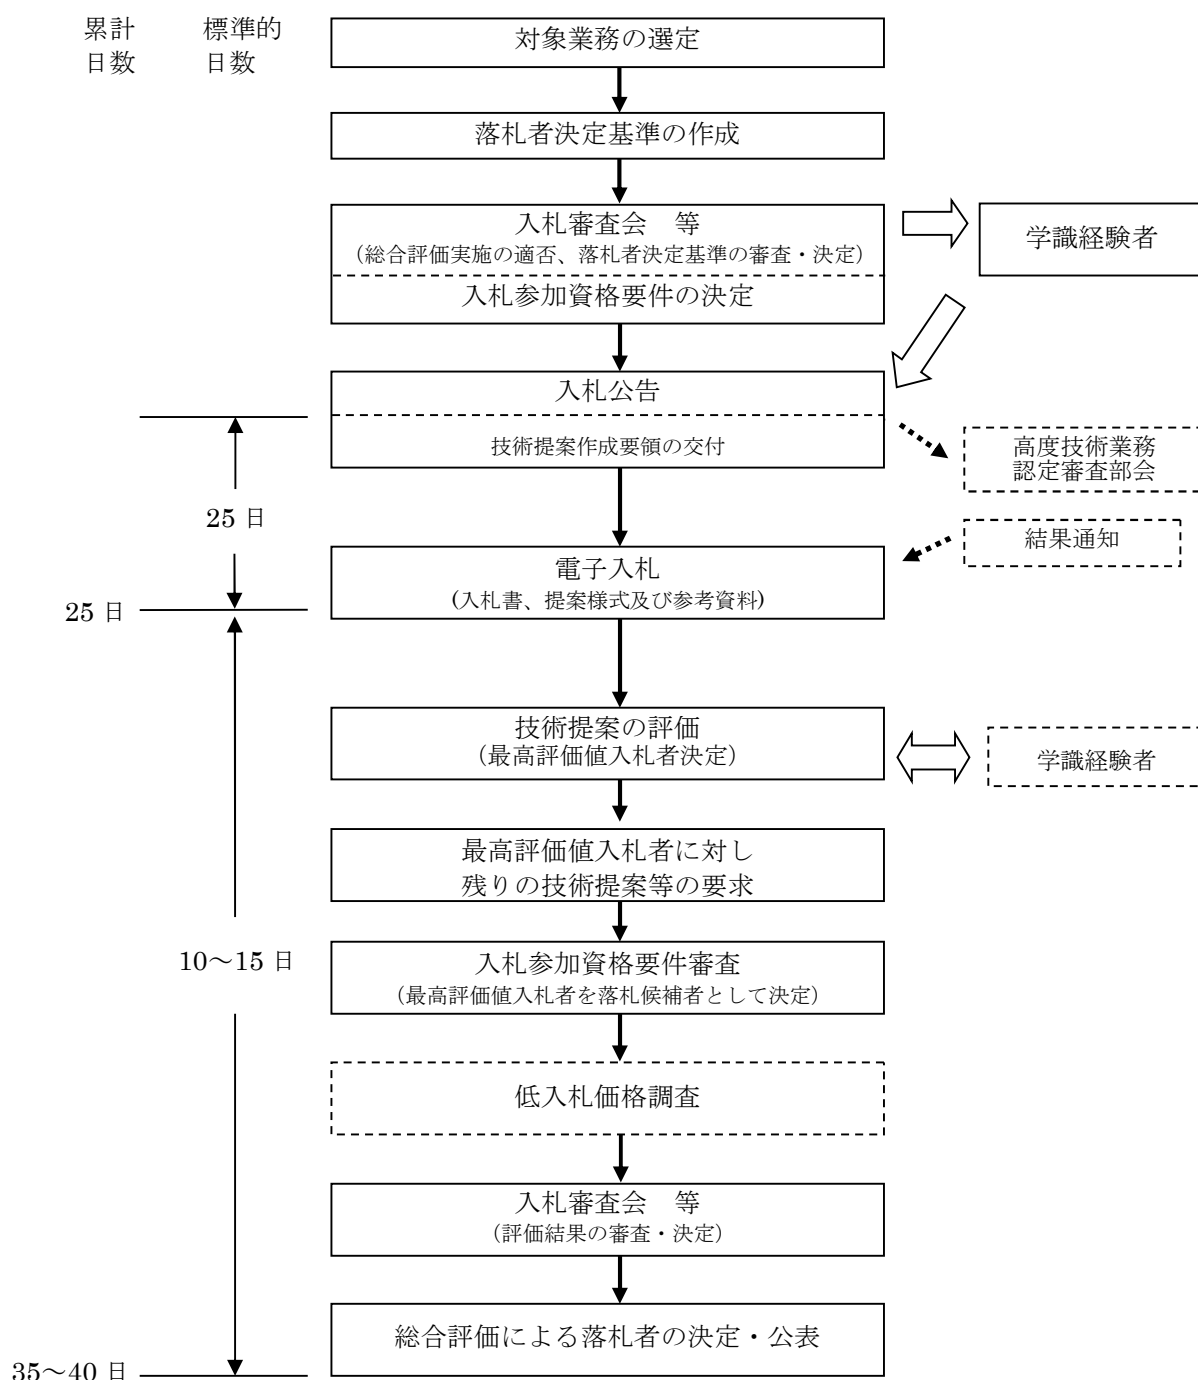 累計
日数
標準的
日数
対象業務の選定
落札者決定基準の作成
入札審査会　等
（総合評価実施の適否、落札者決定基準の審査・決定）
入札参加資格要件の決定
学識経験者
入札公告
技術提案作成要領の交付
高度技術業務
認定審査部会
25 日
結果通知
電子入札
(入札書、提案様式及び参考資料)
25 日
技術提案の評価
（最高評価値入札者決定）
学識経験者
最高評価値入札者に対し
残りの技術提案等の要求
10～15 日
入札参加資格要件審査
（最高評価値入札者を落札候補者として決定）
低入札価格調査
入札審査会　等
（評価結果の審査・決定）
総合評価による落札者の決定・公表
35～40 日